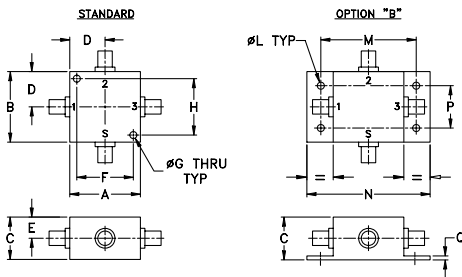 STANDARD
D
2
B
D
1
3
H
S
F
A
øG THRU
TYP
C
E
OPTION "B"
øL TYP
M
2
1
3
P
S
=
=
N
C
Q